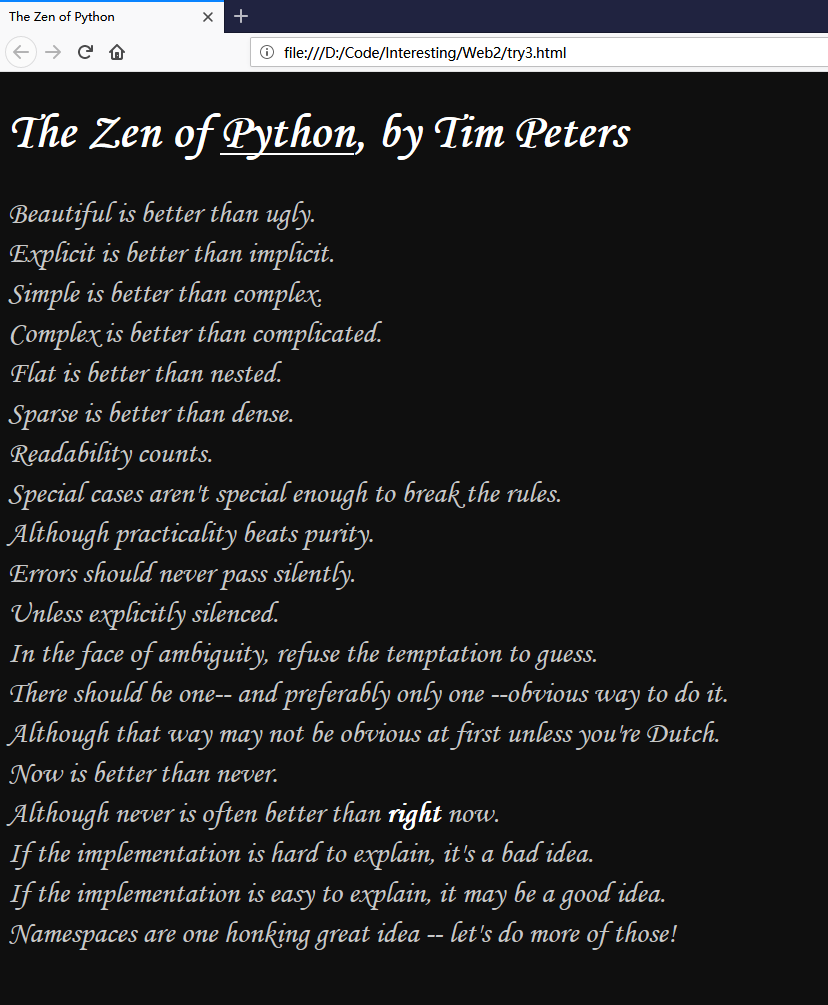 The Zen of Python
file:///D:/Code/Interesting/Web2/try3.html
The Zen of Python, by Tim Peters
Beautiful is better than ugly.
Explicit is better than implicit.
Simple is better than complex.
Complex is better than complicated.
Flat is better than nested.
Sparse is better than dense.
Readability counts.
Special cases aren't special enough to break the rules.
Although practicality beats purity.
Errors should never pass silently.
Unless explicitly silenced.
In the face of ambiguity, refuse the temptation to guess.
There should be one-- and preferably only one --obvious way to do it.
Although that way may not be obvious at first unless you're Dutch.
Now is better than never.
Although never is often better than right now.
If the implementation is hard to explain, it's a bad idea.
If the implementation is easy to explain, it may be a good idea.
Namespaces are one honking great idea -- let's do more of those!